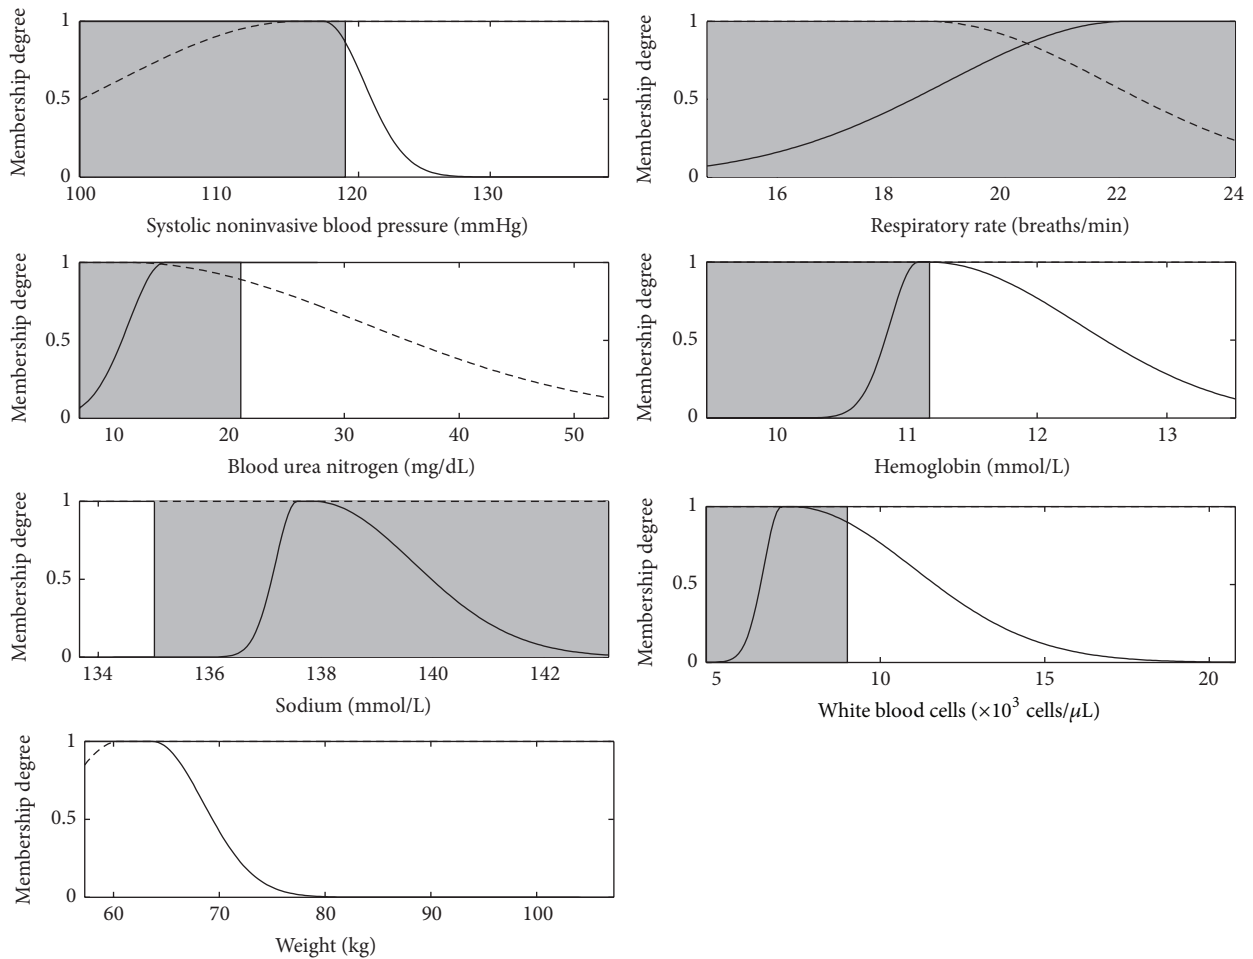 Membership degree
1
0.5
0
100 110 120 130
Systolic noninvasive blood pressure (mmHg)
Membership degree
1
0.5
0
16 18 20 22 24
Respiratory rate (breaths/min)
Membership degree
1
0.5
0
10 20 30 40 50
Blood urea nitrogen (mg/dL)
Membership degree
1
0.5
0
10 11 12 13
Hemoglobin (mmol/L)
Membership degree
1
0.5
0
134 136 138 140 142
Sodium (mmol/L)
Membership degree
1
0.5
0
5 10 15 20
White blood cells (×10³ cells/μL)
Membership degree
1
0.5
0
60 70 80 90 100
Weight (kg)